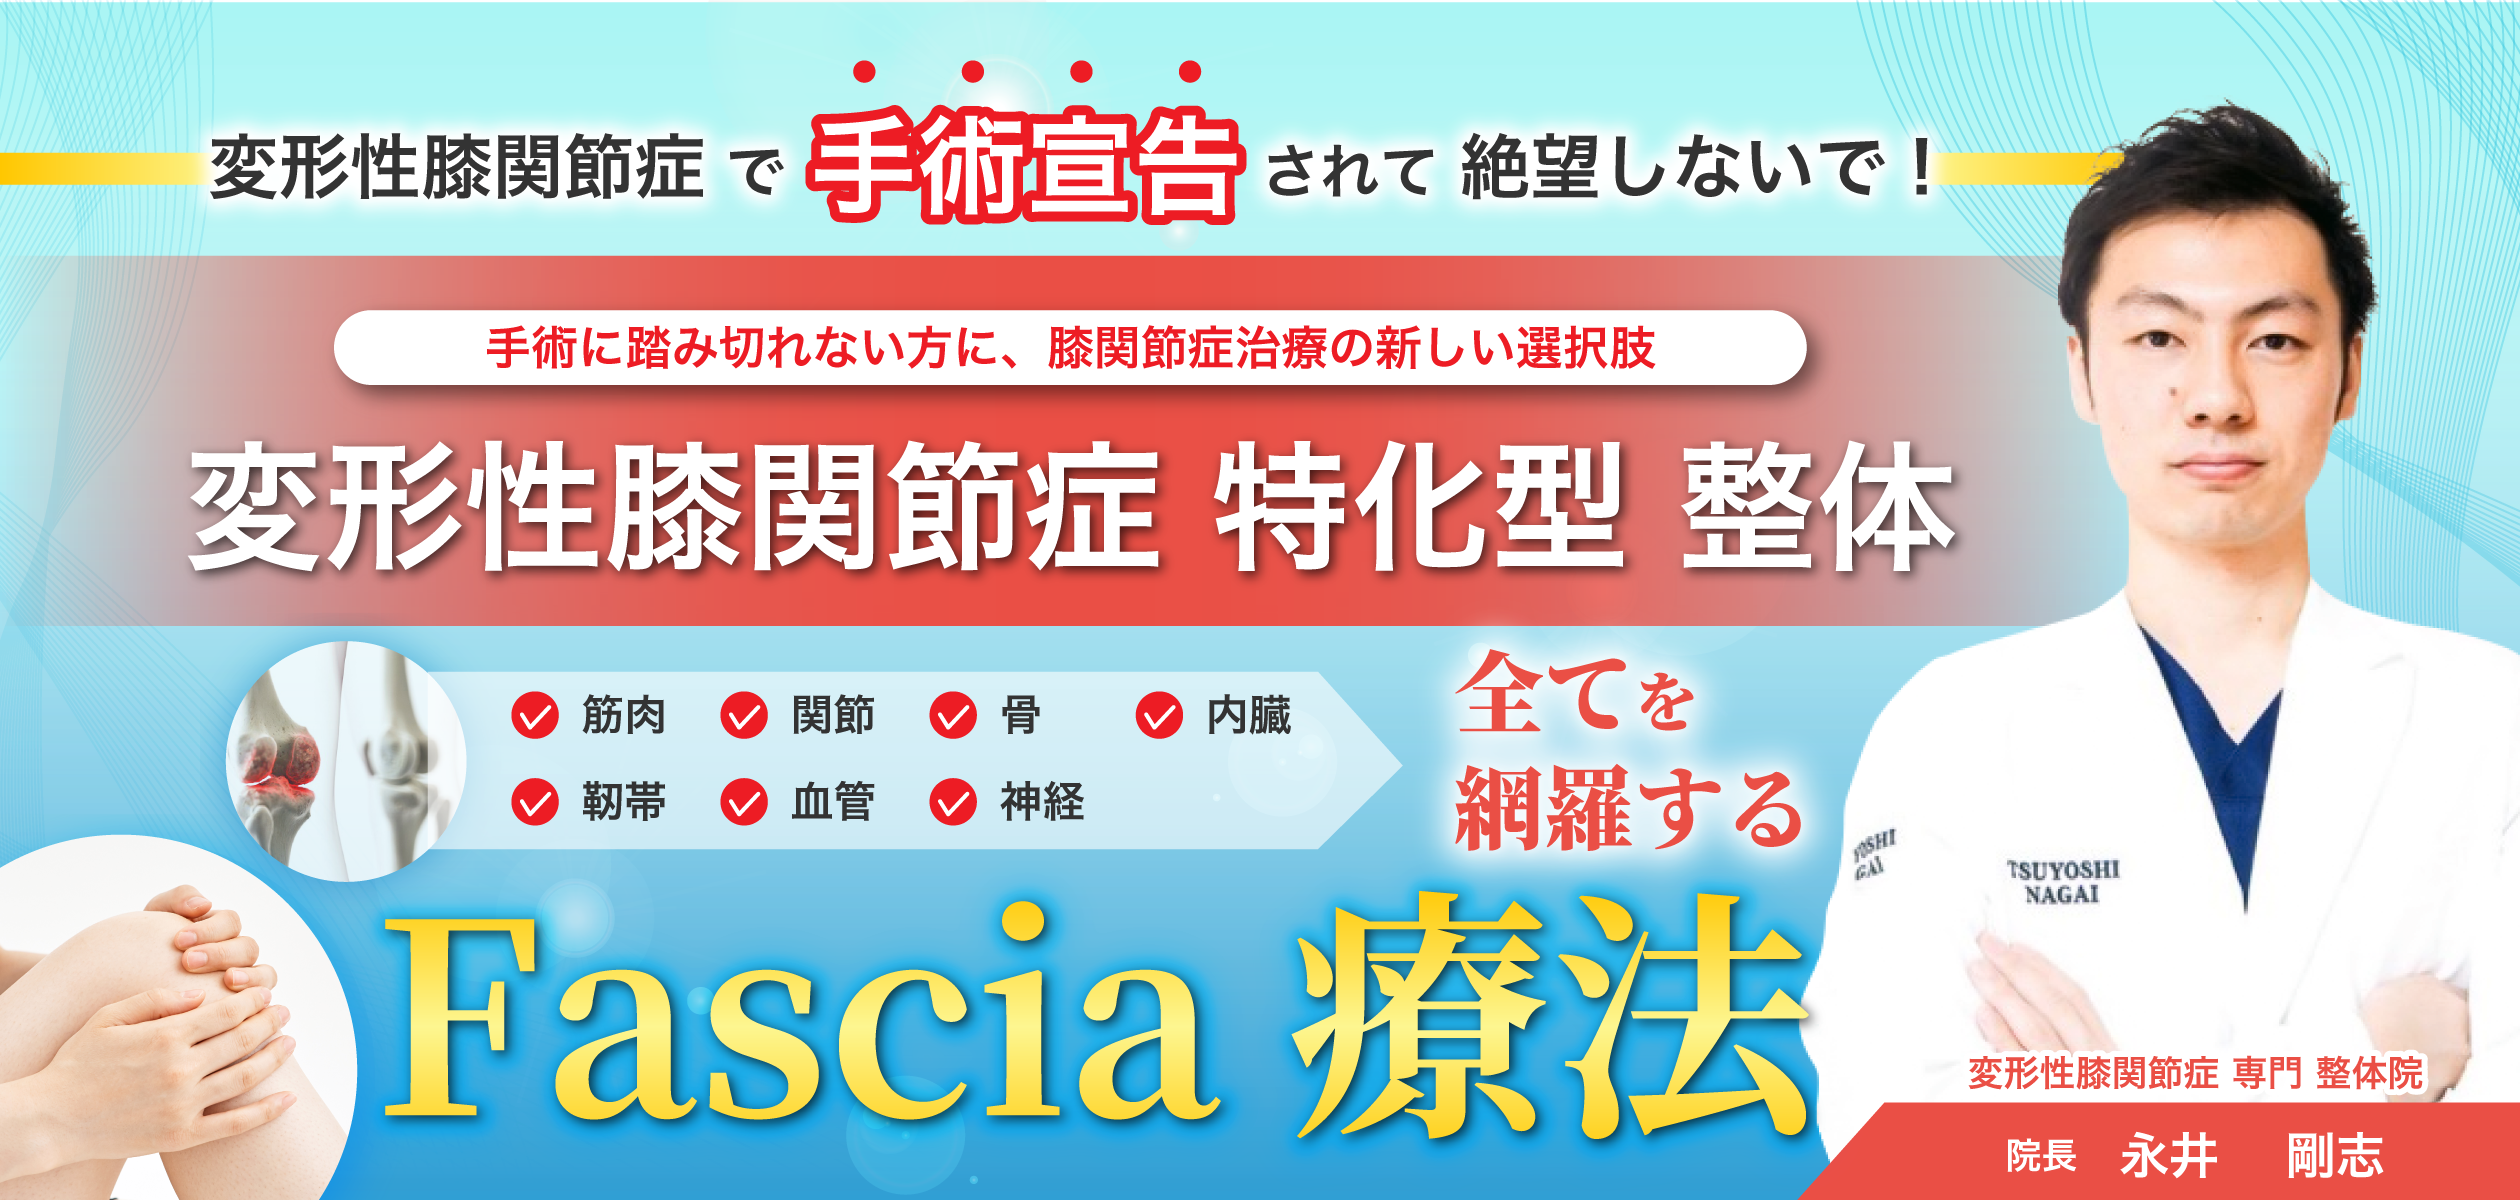 変形性膝関節症 で 手術宣告 されて 絶望しないで！
手術に踏み切れない方に、膝関節症治療の新しい選択肢
変形性膝関節症 特化型 整体
筋肉 関節 骨 内臓
靭帯 血管 神経
全てを
網羅する
Fascia 療法
YOSHI
GAI
TSUYOSHI
NAGAI
変形性膝関節症 専門 整体院
院長 永井 剛志